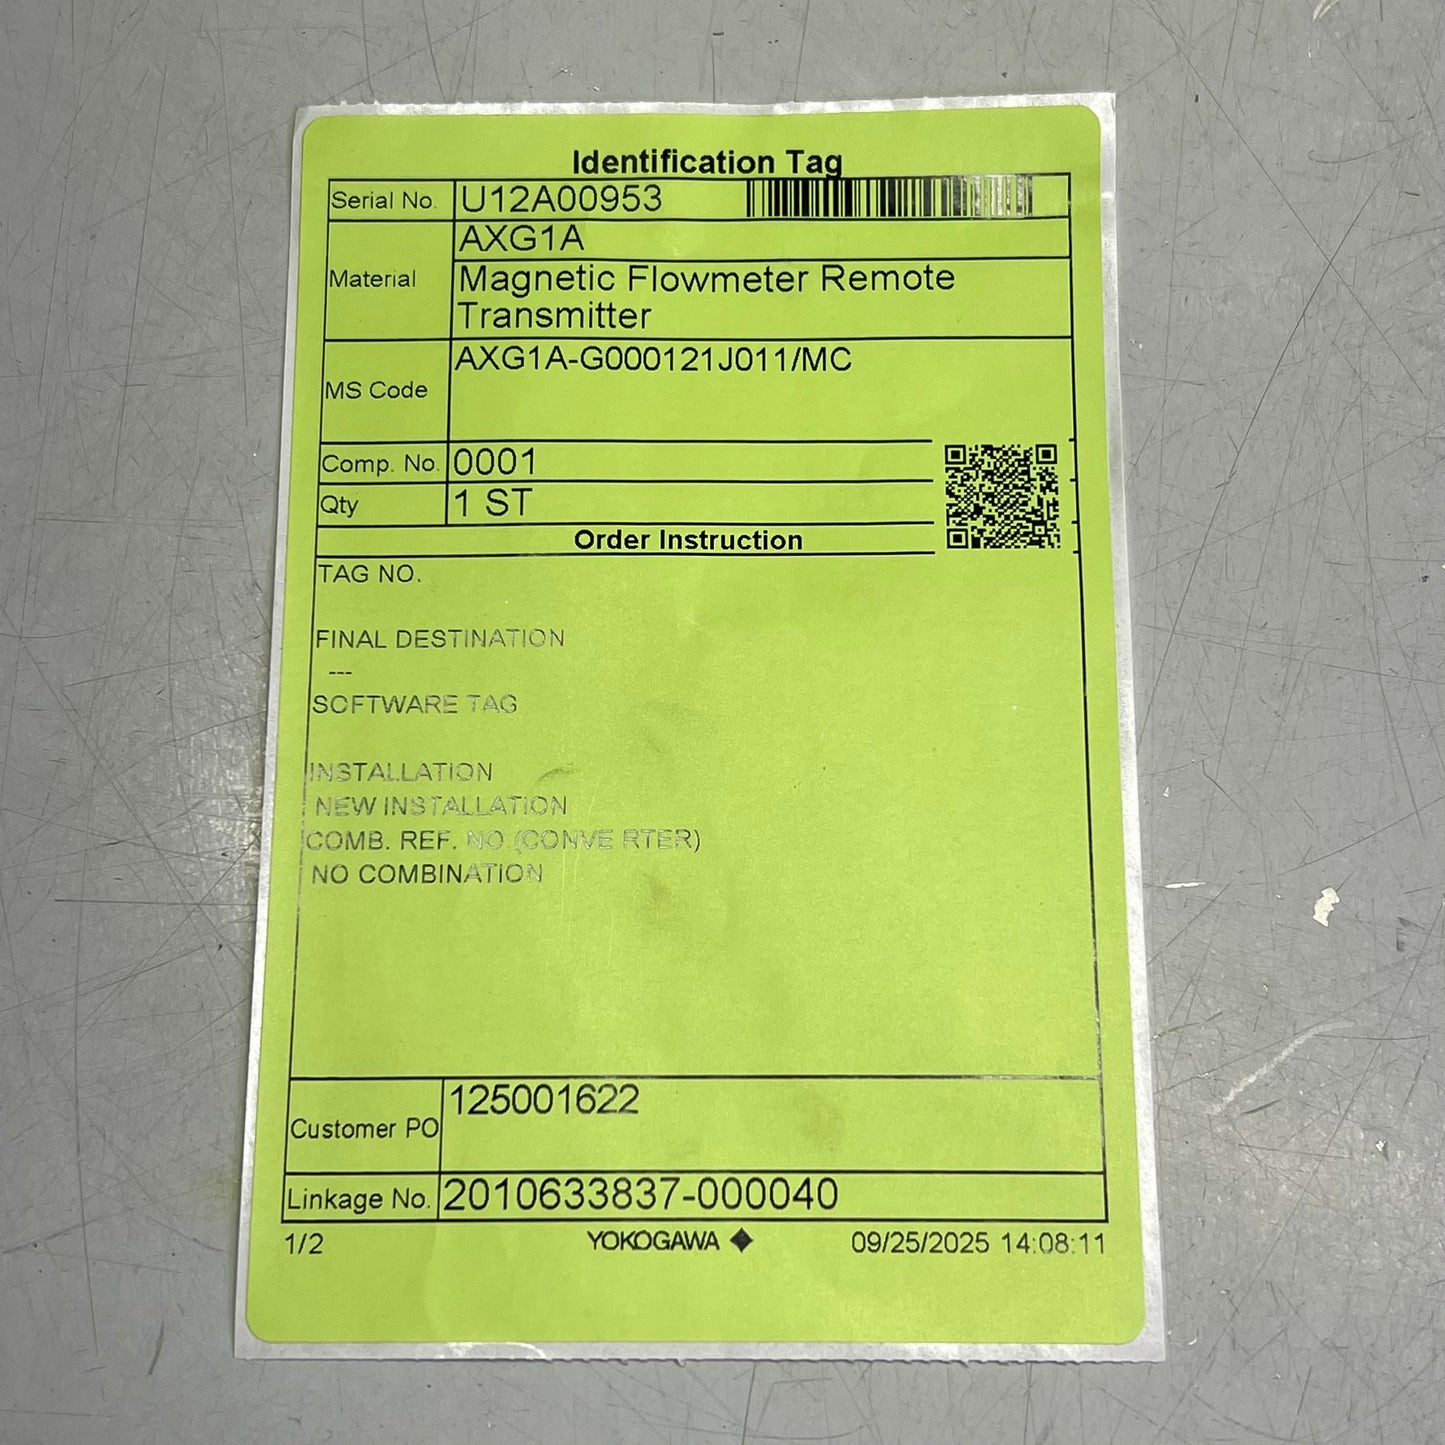 Identification Tag
Serial No. U12A00953
AXG1A
Material
Magnetic Flowmeter Remote
Transmitter
AXG1A-G000121J011/MC
MS Code
Comp. No. 0001
Qty 1 ST
Order Instruction
TAG NO.
FINAL DESTINATION
---
SOFTWARE TAG
INSTALLATION
NEW INSTALLATION
COMB. REF. NO.(CONVE RTER)
NO COMBINATION
125001622
Customer PO
Linkage No. 2010633837-000040
1/2 YOKOGAWA 09/25/2025 14:08:11